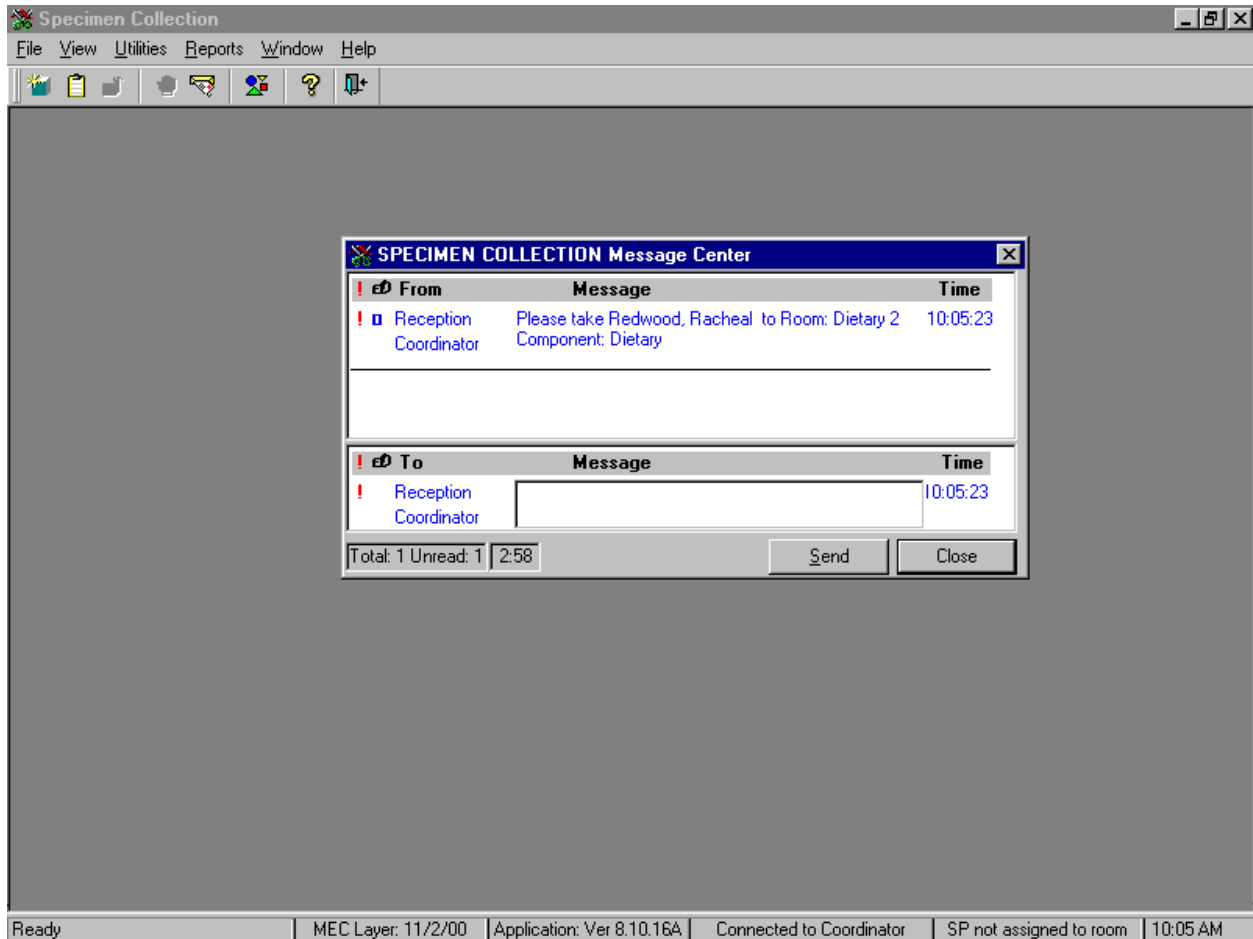 Specimen Collection
File View Utilities Reports Window Help
SPECIMEN COLLECTION Message Center
! From Message Time
! Reception Please take Redwood, Racheal to Room: Dietary 2 10:05:23
Coordinator Component: Dietary
! To Message Time
! Reception 10:05:23
Coordinator
Total: 1 Unread: 1 2:58 Send Close
Ready MEC Layer: 11/2/00 Application: Ver 8.10.16A Connected to Coordinator SP not assigned to room 10:05 AM